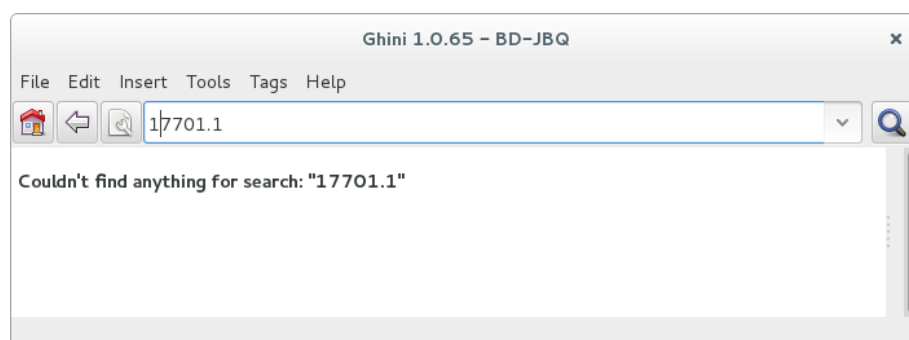 Ghini 1.0.65 – BD-JBQ
File Edit Insert Tools Tags Help
17701.1
Couldn't find anything for search: "17701.1"